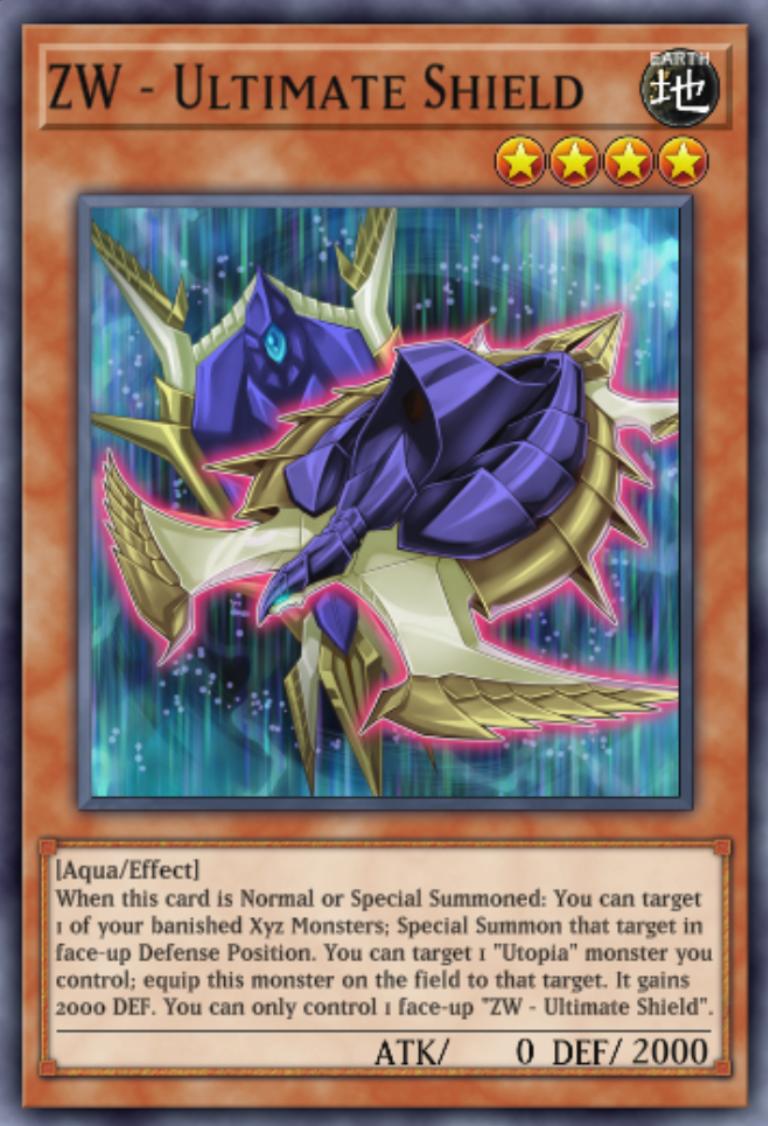 ZW - Ultimate Shield
EARTH
地
[Aqua/Effect]
When this card is Normal or Special Summoned: You can target
1 of your banished Xyz Monsters; Special Summon that target in
face-up Defense Position. You can target 1 "Utopia" monster you
control; equip this monster on the field to that target. It gains
2000 DEF. You can only control 1 face-up "ZW - Ultimate Shield".
ATK/ 0 DEF/ 2000